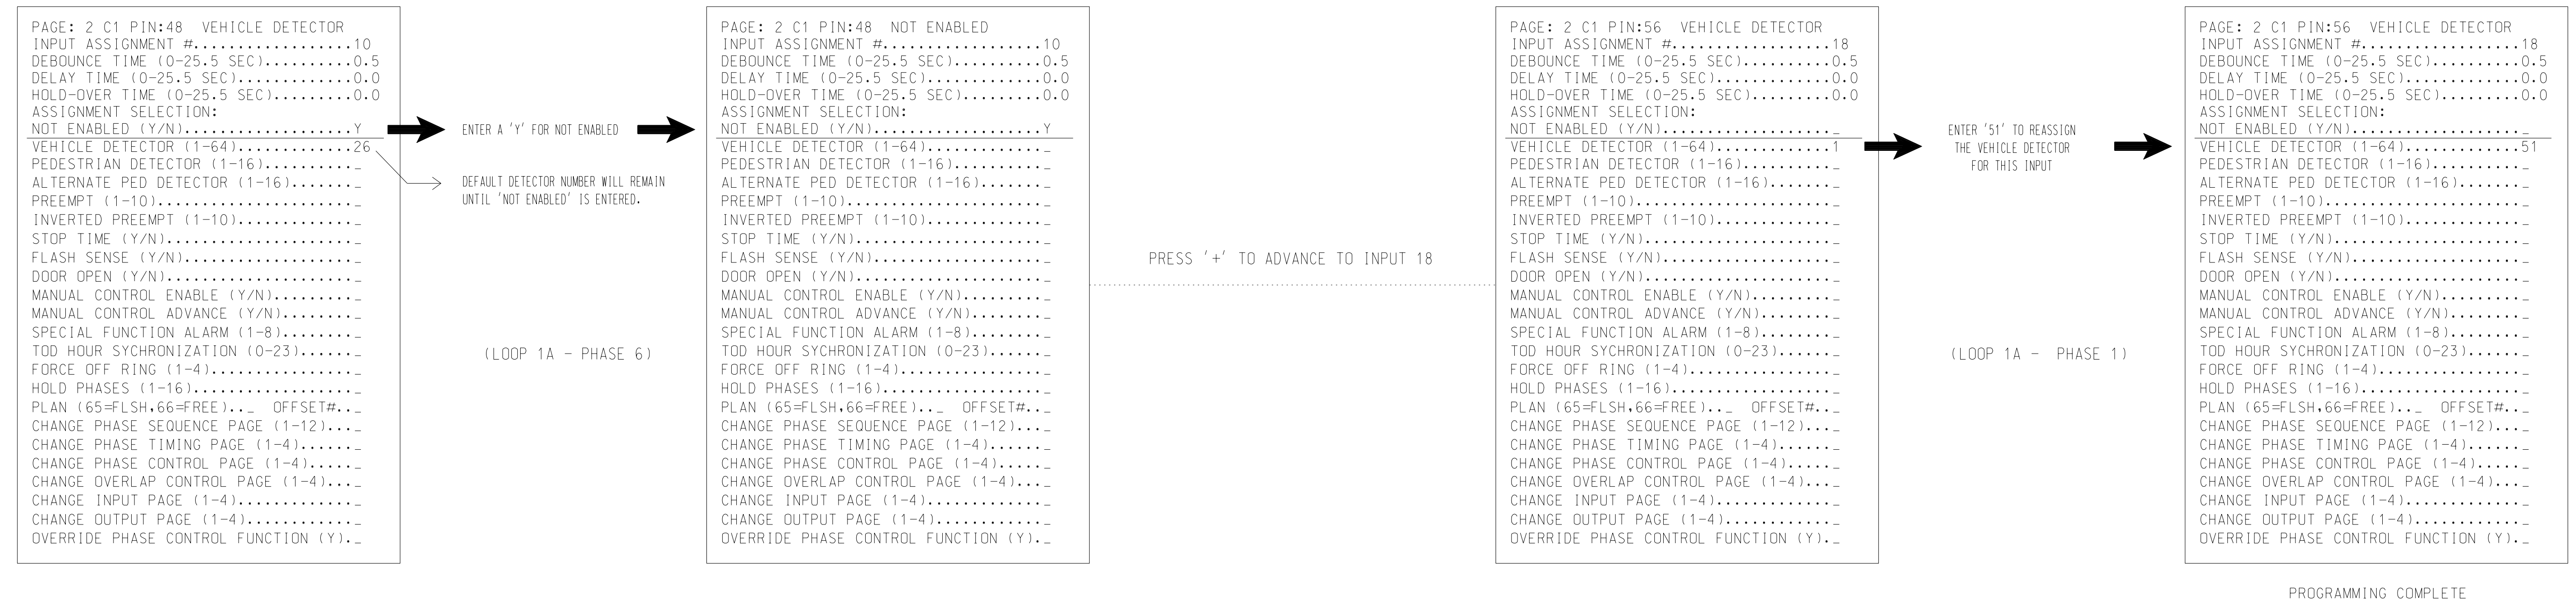 PAGE: 2 C1 PIN:48  VEHICLE DETECTOR
INPUT ASSIGNMENT #..................10
DEBOUNCE TIME (0-25.5 SEC)..........0.5
DELAY TIME (0-25.5 SEC).............0.0
HOLD-OVER TIME (0-25.5 SEC).........0.0
ASSIGNMENT SELECTION:
NOT ENABLED (Y/N)...................Y
VEHICLE DETECTOR (1-64).............26
PEDESTRIAN DETECTOR (1-16).........._
ALTERNATE PED DETECTOR (1-16)......._
PREEMPT (1-10)......................_
INVERTED PREEMPT (1-10)............._
STOP TIME (Y/N)....................._
FLASH SENSE (Y/N)..................._
DOOR OPEN (Y/N)....................._
MANUAL CONTROL ENABLE (Y/N)........._
MANUAL CONTROL ADVANCE (Y/N)........_
SPECIAL FUNCTION ALARM (1-8)........_
TOD HOUR SYCHRONIZATION (0-23)......_
FORCE OFF RING (1-4)................_
HOLD PHASES (1-16).................._
PLAN (65=FLSH,66=FREE).._  OFFSET#.._
CHANGE PHASE SEQUENCE PAGE (1-12)..._
CHANGE PHASE TIMING PAGE (1-4)......_
CHANGE PHASE CONTROL PAGE (1-4)....._
CHANGE OVERLAP CONTROL PAGE (1-4)..._
CHANGE INPUT PAGE (1-4)............._
CHANGE OUTPUT PAGE (1-4)............_
OVERRIDE PHASE CONTROL FUNCTION (Y)._
ENTER A 'Y' FOR NOT ENABLED
DEFAULT DETECTOR NUMBER WILL REMAIN
UNTIL 'NOT ENABLED' IS ENTERED.
(LOOP 1A - PHASE 6)
PAGE: 2 C1 PIN:48  NOT ENABLED
INPUT ASSIGNMENT #..................10
DEBOUNCE TIME (0-25.5 SEC)..........0.5
DELAY TIME (0-25.5 SEC).............0.0
HOLD-OVER TIME (0-25.5 SEC).........0.0
ASSIGNMENT SELECTION:
NOT ENABLED (Y/N)...................Y
VEHICLE DETECTOR (1-64)............._
PEDESTRIAN DETECTOR (1-16).........._
ALTERNATE PED DETECTOR (1-16)......._
PREEMPT (1-10)......................_
INVERTED PREEMPT (1-10)............._
STOP TIME (Y/N)....................._
FLASH SENSE (Y/N)..................._
DOOR OPEN (Y/N)....................._
MANUAL CONTROL ENABLE (Y/N)........._
MANUAL CONTROL ADVANCE (Y/N)........_
SPECIAL FUNCTION ALARM (1-8)........_
TOD HOUR SYCHRONIZATION (0-23)......_
FORCE OFF RING (1-4)................_
HOLD PHASES (1-16).................._
PLAN (65=FLSH,66=FREE).._  OFFSET#.._
CHANGE PHASE SEQUENCE PAGE (1-12)..._
CHANGE PHASE TIMING PAGE (1-4)......_
CHANGE PHASE CONTROL PAGE (1-4)....._
CHANGE OVERLAP CONTROL PAGE (1-4)..._
CHANGE INPUT PAGE (1-4)............._
CHANGE OUTPUT PAGE (1-4)............_
OVERRIDE PHASE CONTROL FUNCTION (Y)._
PRESS '+' TO ADVANCE TO INPUT 18
PAGE: 2 C1 PIN:56  VEHICLE DETECTOR
INPUT ASSIGNMENT #..................18
DEBOUNCE TIME (0-25.5 SEC)..........0.5
DELAY TIME (0-25.5 SEC).............0.0
HOLD-OVER TIME (0-25.5 SEC).........0.0
ASSIGNMENT SELECTION:
NOT ENABLED (Y/N)..................._
VEHICLE DETECTOR (1-64).............1
PEDESTRIAN DETECTOR (1-16).........._
ALTERNATE PED DETECTOR (1-16)......._
PREEMPT (1-10)......................_
INVERTED PREEMPT (1-10)............._
STOP TIME (Y/N)....................._
FLASH SENSE (Y/N)..................._
DOOR OPEN (Y/N)....................._
MANUAL CONTROL ENABLE (Y/N)........._
MANUAL CONTROL ADVANCE (Y/N)........_
SPECIAL FUNCTION ALARM (1-8)........_
TOD HOUR SYCHRONIZATION (0-23)......_
FORCE OFF RING (1-4)................_
HOLD PHASES (1-16).................._
PLAN (65=FLSH,66=FREE).._  OFFSET#.._
CHANGE PHASE SEQUENCE PAGE (1-12)..._
CHANGE PHASE TIMING PAGE (1-4)......_
CHANGE PHASE CONTROL PAGE (1-4)....._
CHANGE OVERLAP CONTROL PAGE (1-4)..._
CHANGE INPUT PAGE (1-4)............._
CHANGE OUTPUT PAGE (1-4)............_
OVERRIDE PHASE CONTROL FUNCTION (Y)._
ENTER '51' TO REASSIGN
THE VEHICLE DETECTOR
FOR THIS INPUT
(LOOP 1A -  PHASE 1)
PAGE: 2 C1 PIN:56  VEHICLE DETECTOR
INPUT ASSIGNMENT #..................18
DEBOUNCE TIME (0-25.5 SEC)..........0.5
DELAY TIME (0-25.5 SEC).............0.0
HOLD-OVER TIME (0-25.5 SEC).........0.0
ASSIGNMENT SELECTION:
NOT ENABLED (Y/N)..................._
VEHICLE DETECTOR (1-64).............51
PEDESTRIAN DETECTOR (1-16).........._
ALTERNATE PED DETECTOR (1-16)......._
PREEMPT (1-10)......................_
INVERTED PREEMPT (1-10)............._
STOP TIME (Y/N)....................._
FLASH SENSE (Y/N)..................._
DOOR OPEN (Y/N)....................._
MANUAL CONTROL ENABLE (Y/N)........._
MANUAL CONTROL ADVANCE (Y/N)........_
SPECIAL FUNCTION ALARM (1-8)........_
TOD HOUR SYCHRONIZATION (0-23)......_
FORCE OFF RING (1-4)................_
HOLD PHASES (1-16).................._
PLAN (65=FLSH,66=FREE).._  OFFSET#.._
CHANGE PHASE SEQUENCE PAGE (1-12)..._
CHANGE PHASE TIMING PAGE (1-4)......_
CHANGE PHASE CONTROL PAGE (1-4)....._
CHANGE OVERLAP CONTROL PAGE (1-4)..._
CHANGE INPUT PAGE (1-4)............._
CHANGE OUTPUT PAGE (1-4)............_
OVERRIDE PHASE CONTROL FUNCTION (Y)._
PROGRAMMING COMPLETE